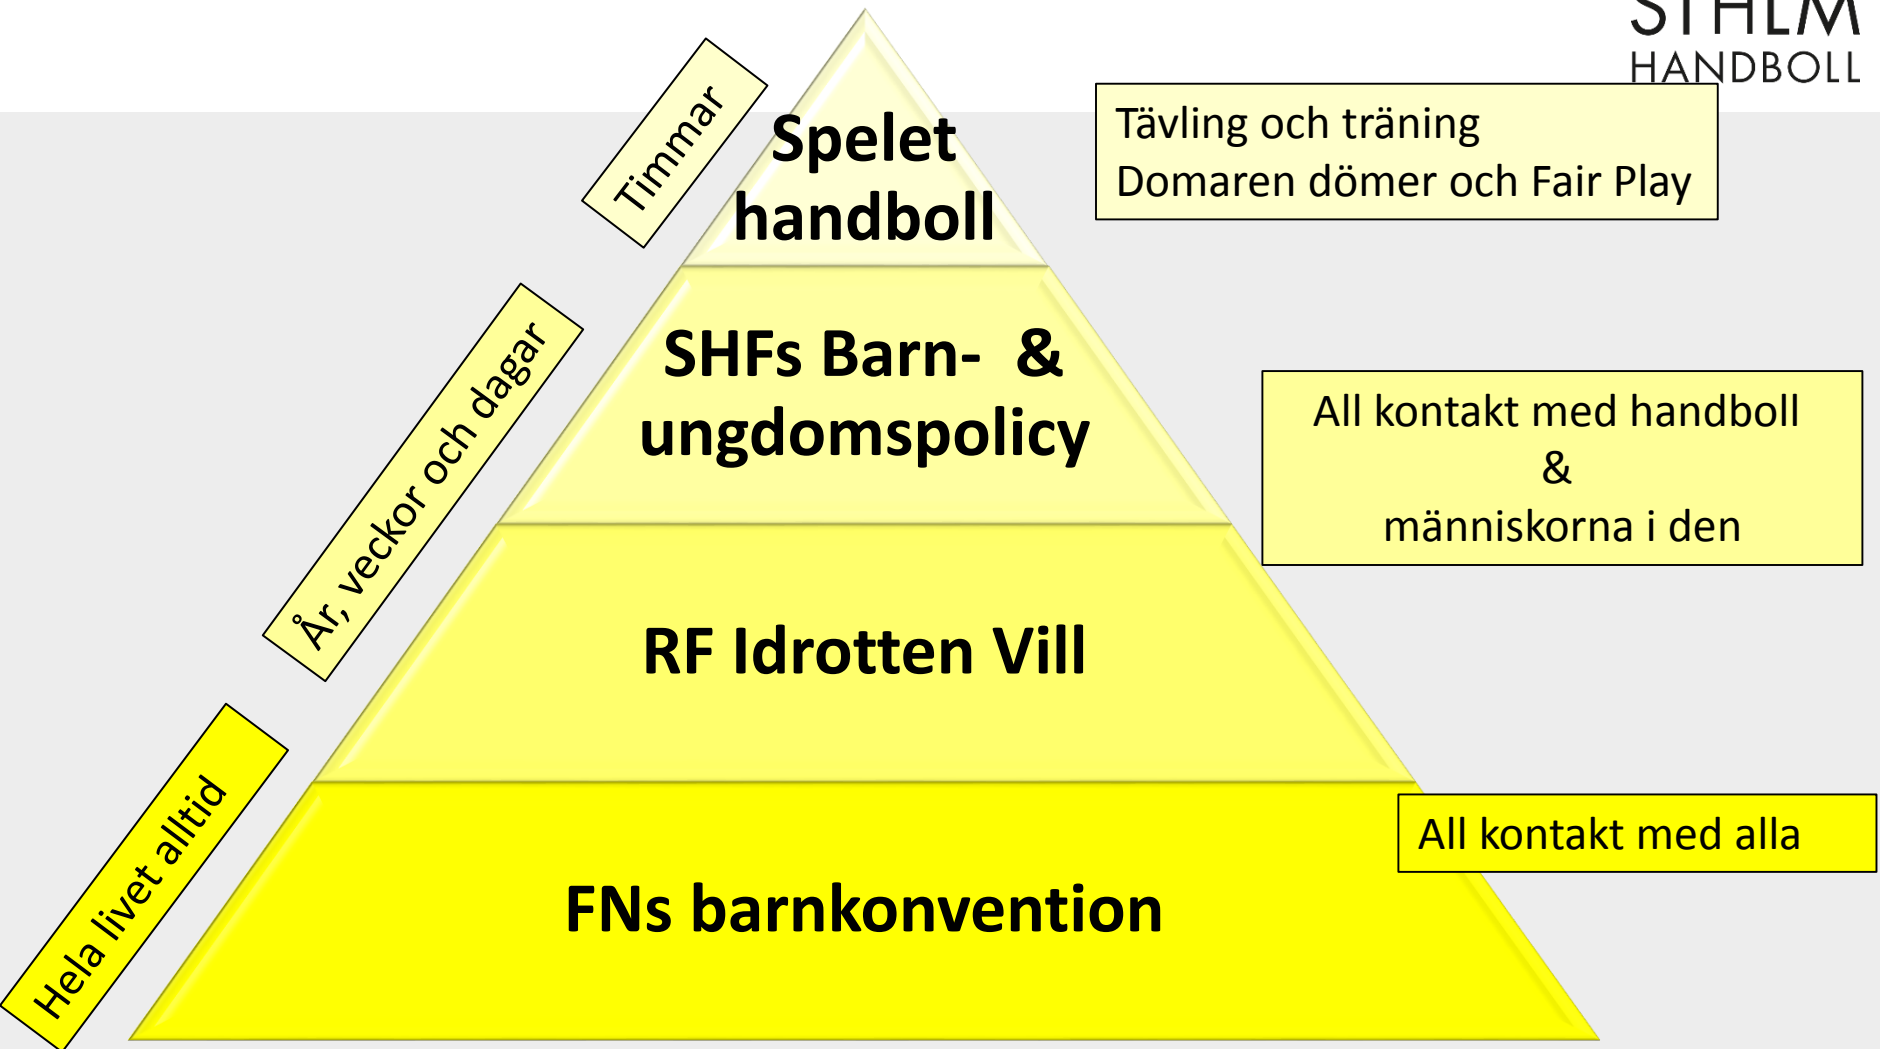 STHLM
HANDBOLL
Timmar
Spelet
handboll
Tävling och träning
Domaren dömer och Fair Play
År, veckor och dagar
SHFs Barn- &
ungdomspolicy
All kontakt med handboll
&
människorna i den
RF Idrotten Vill
Hela livet alltid
All kontakt med alla
FNs barnkonvention